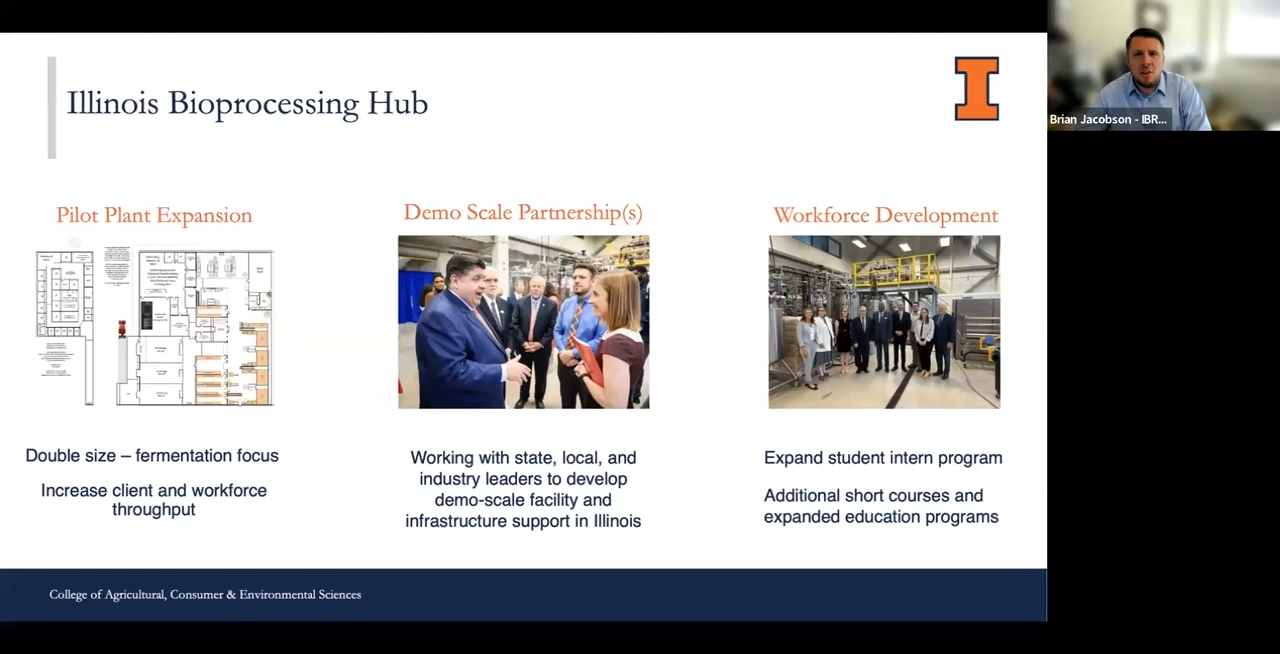 Illinois Bioprocessing Hub
Brian Jacobson - IBR...
Pilot Plant Expansion
Demo Scale Partnership(s)
Workforce Development
Double size – fermentation focus
Increase client and workforce
throughput
Working with state, local, and
industry leaders to develop
demo-scale facility and
infrastructure support in Illinois
Expand student intern program
Additional short courses and
expanded education programs
College of Agricultural, Consumer & Environmental Sciences